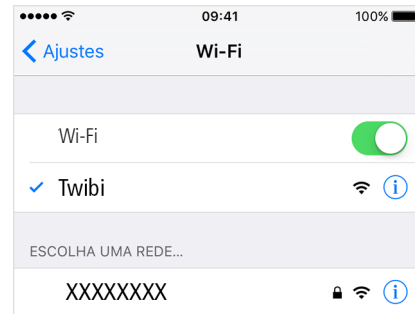 09:41 100%
Ajustes Wi-Fi
Wi-Fi
Twibi
ESCOLHA UMA REDE...
XXXXXXXX